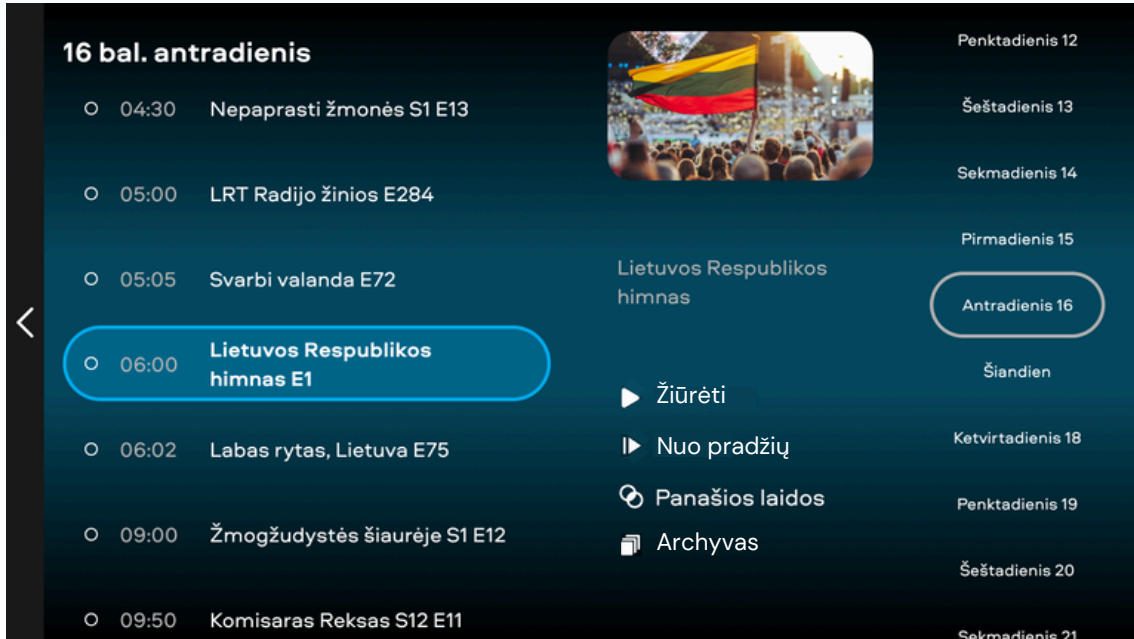 16 bal. antradienis
04:30 Nepaprasti žmonės S1 E13
05:00 LRT Radijo žinios E284
05:05 Svarbi valanda E72
06:00 Lietuvos Respublikos
himnas E1
06:02 Labas rytas, Lietuva E75
09:00 Žmogžudystės šiaurėje S1 E12
09:50 Komisaras Reksas S12 E11
Lietuvos Respublikos
himnas
Žiūrėti
Nuo pradžių
Panašios laidos
Archyvas
Penktadienis 12
Šeštadienis 13
Sekmadienis 14
Pirmadienis 15
Antradienis 16
Šiandien
Ketvirtadienis 18
Penktadienis 19
Šeštadienis 20
Sekmadienis 21